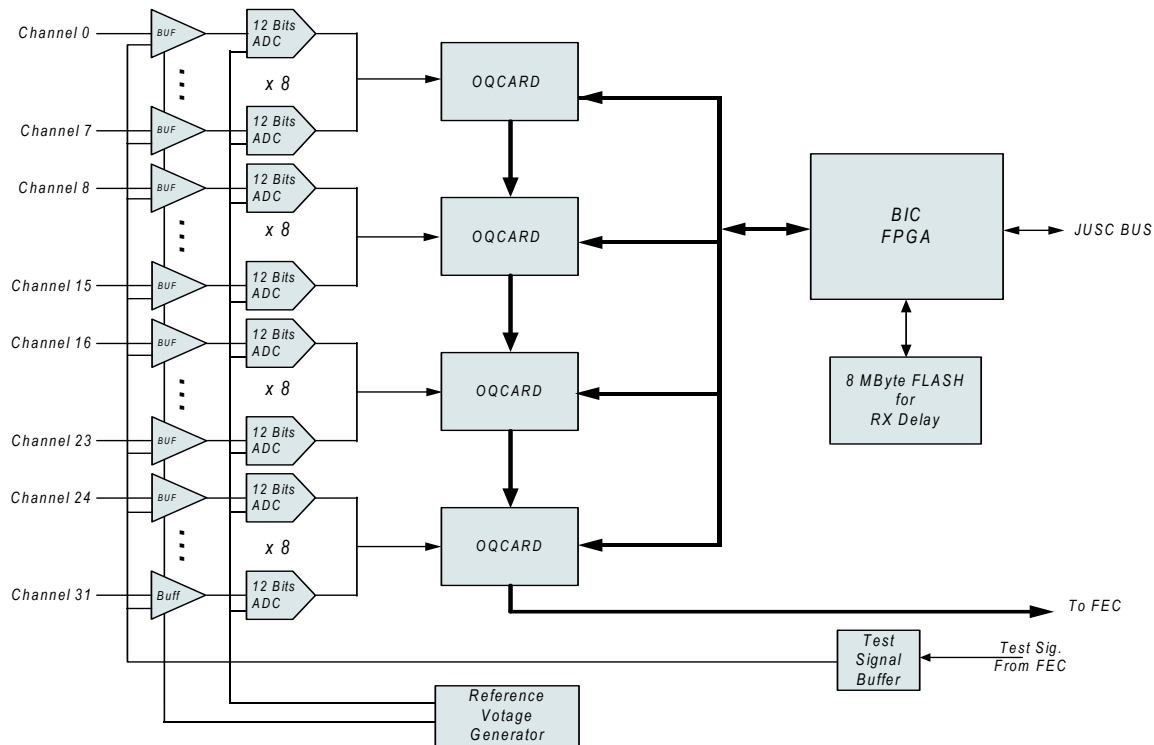 Channel 0
BUF
12 Bits
ADC
x 8
OQCARD
Channel 7
BUF
12 Bits
ADC
Channel 8
BUF
12 Bits
ADC
x 8
OQCARD
BIC
FPGA
JUSC BUS
Channel 15
BUF
12 Bits
ADC
Channel 16
BUF
12 Bits
ADC
x 8
OQCARD
8 MByte FLASH
for
RX Delay
Channel 23
BUF
12 Bits
ADC
Channel 24
BUF
12 Bits
ADC
x 8
OQCARD
Channel 31
Buff
12 Bits
ADC
To FEC
Test
Signal
Buffer
Test Sig.
From FEC
Reference
Votage
Generator